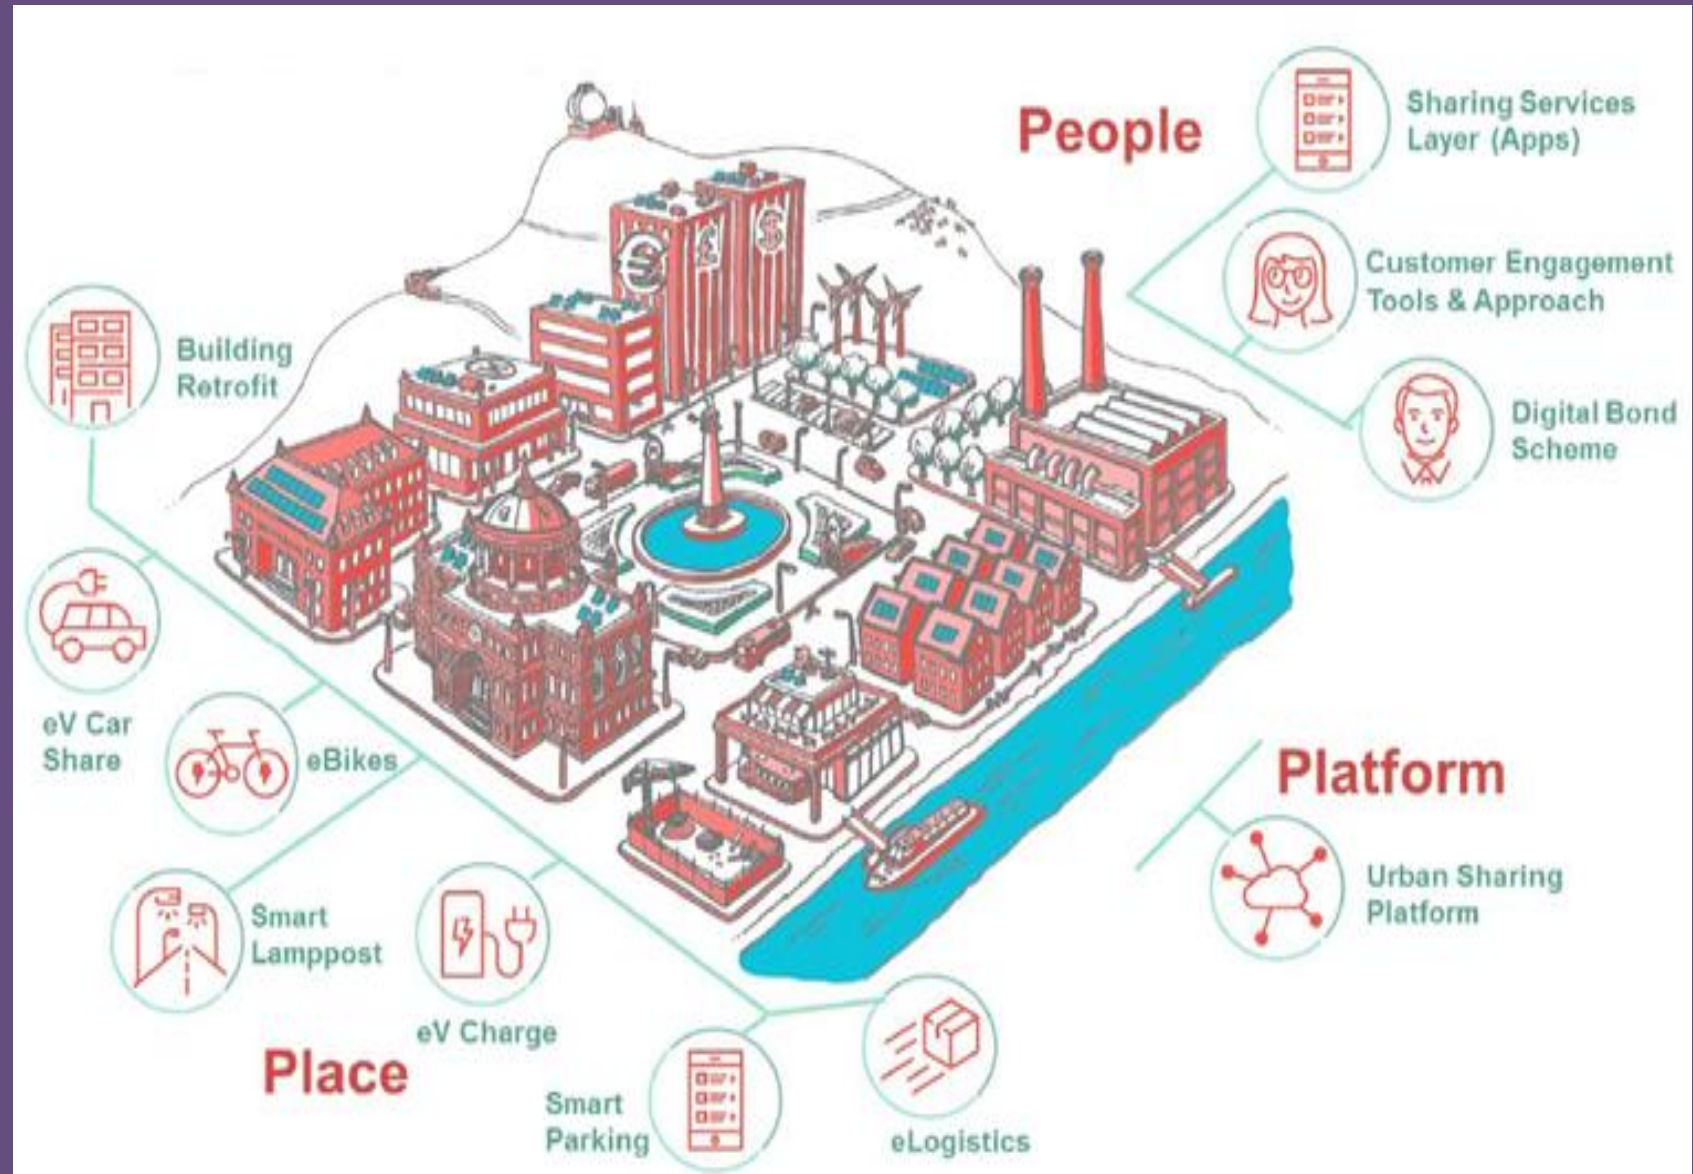 People
Sharing Services
Layer (Apps)
Customer Engagement
Tools & Approach
Digital Bond
Scheme
Building
Retrofit
€
£
$
eV Car
Share
eBikes
Smart
Lamppost
eV Charge
Place
Smart
Parking
eLogistics
Platform
Urban Sharing
Platform